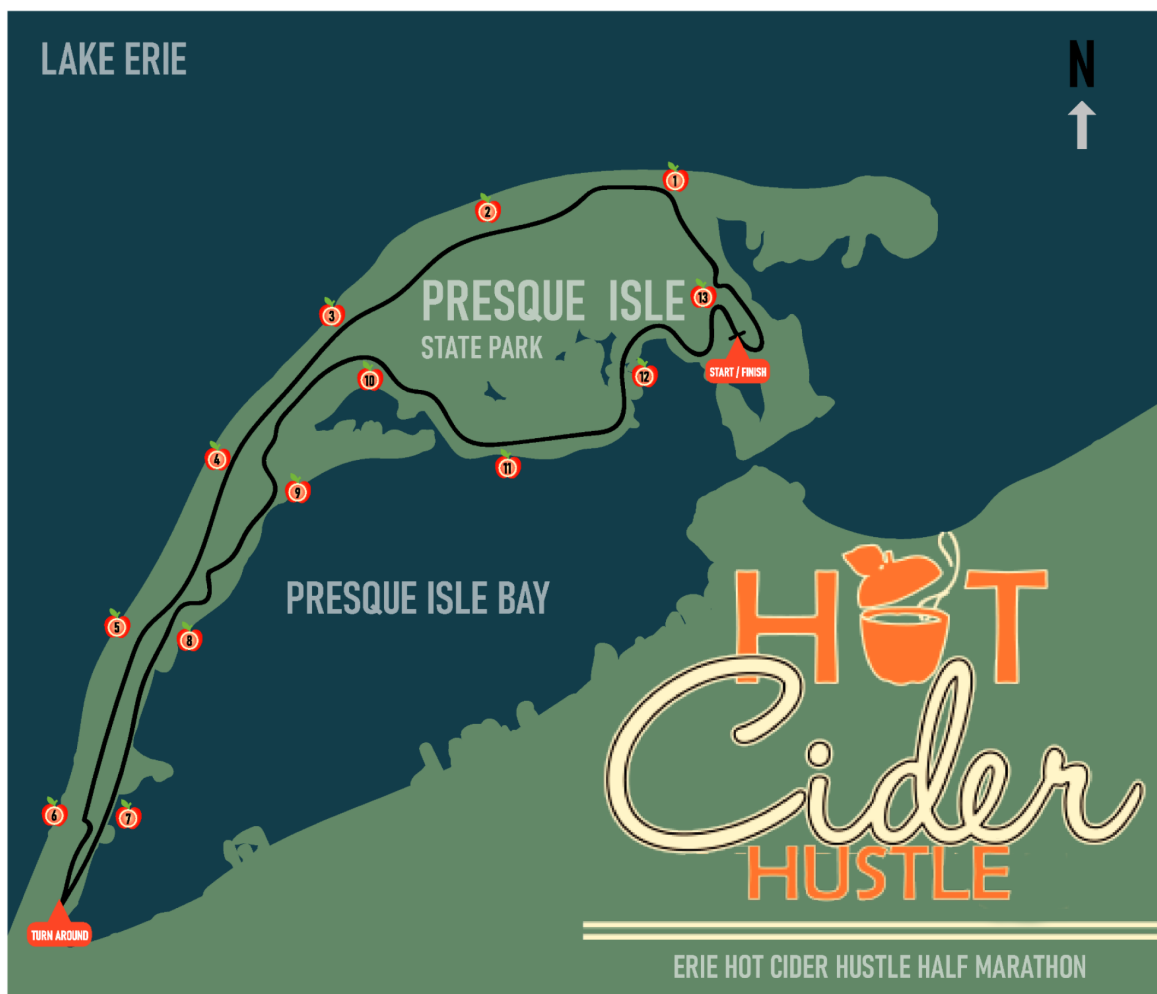 LAKE ERIE
N
1
2
PRESQUE ISLE
13
3
STATE PARK
START / FINISH
10
12
4
11
9
HOT
PRESQUE ISLE BAY
5
8
Cider
6
7
HUSTLE
TURN AROUND
ERIE HOT CIDER HUSTLE HALF MARATHON